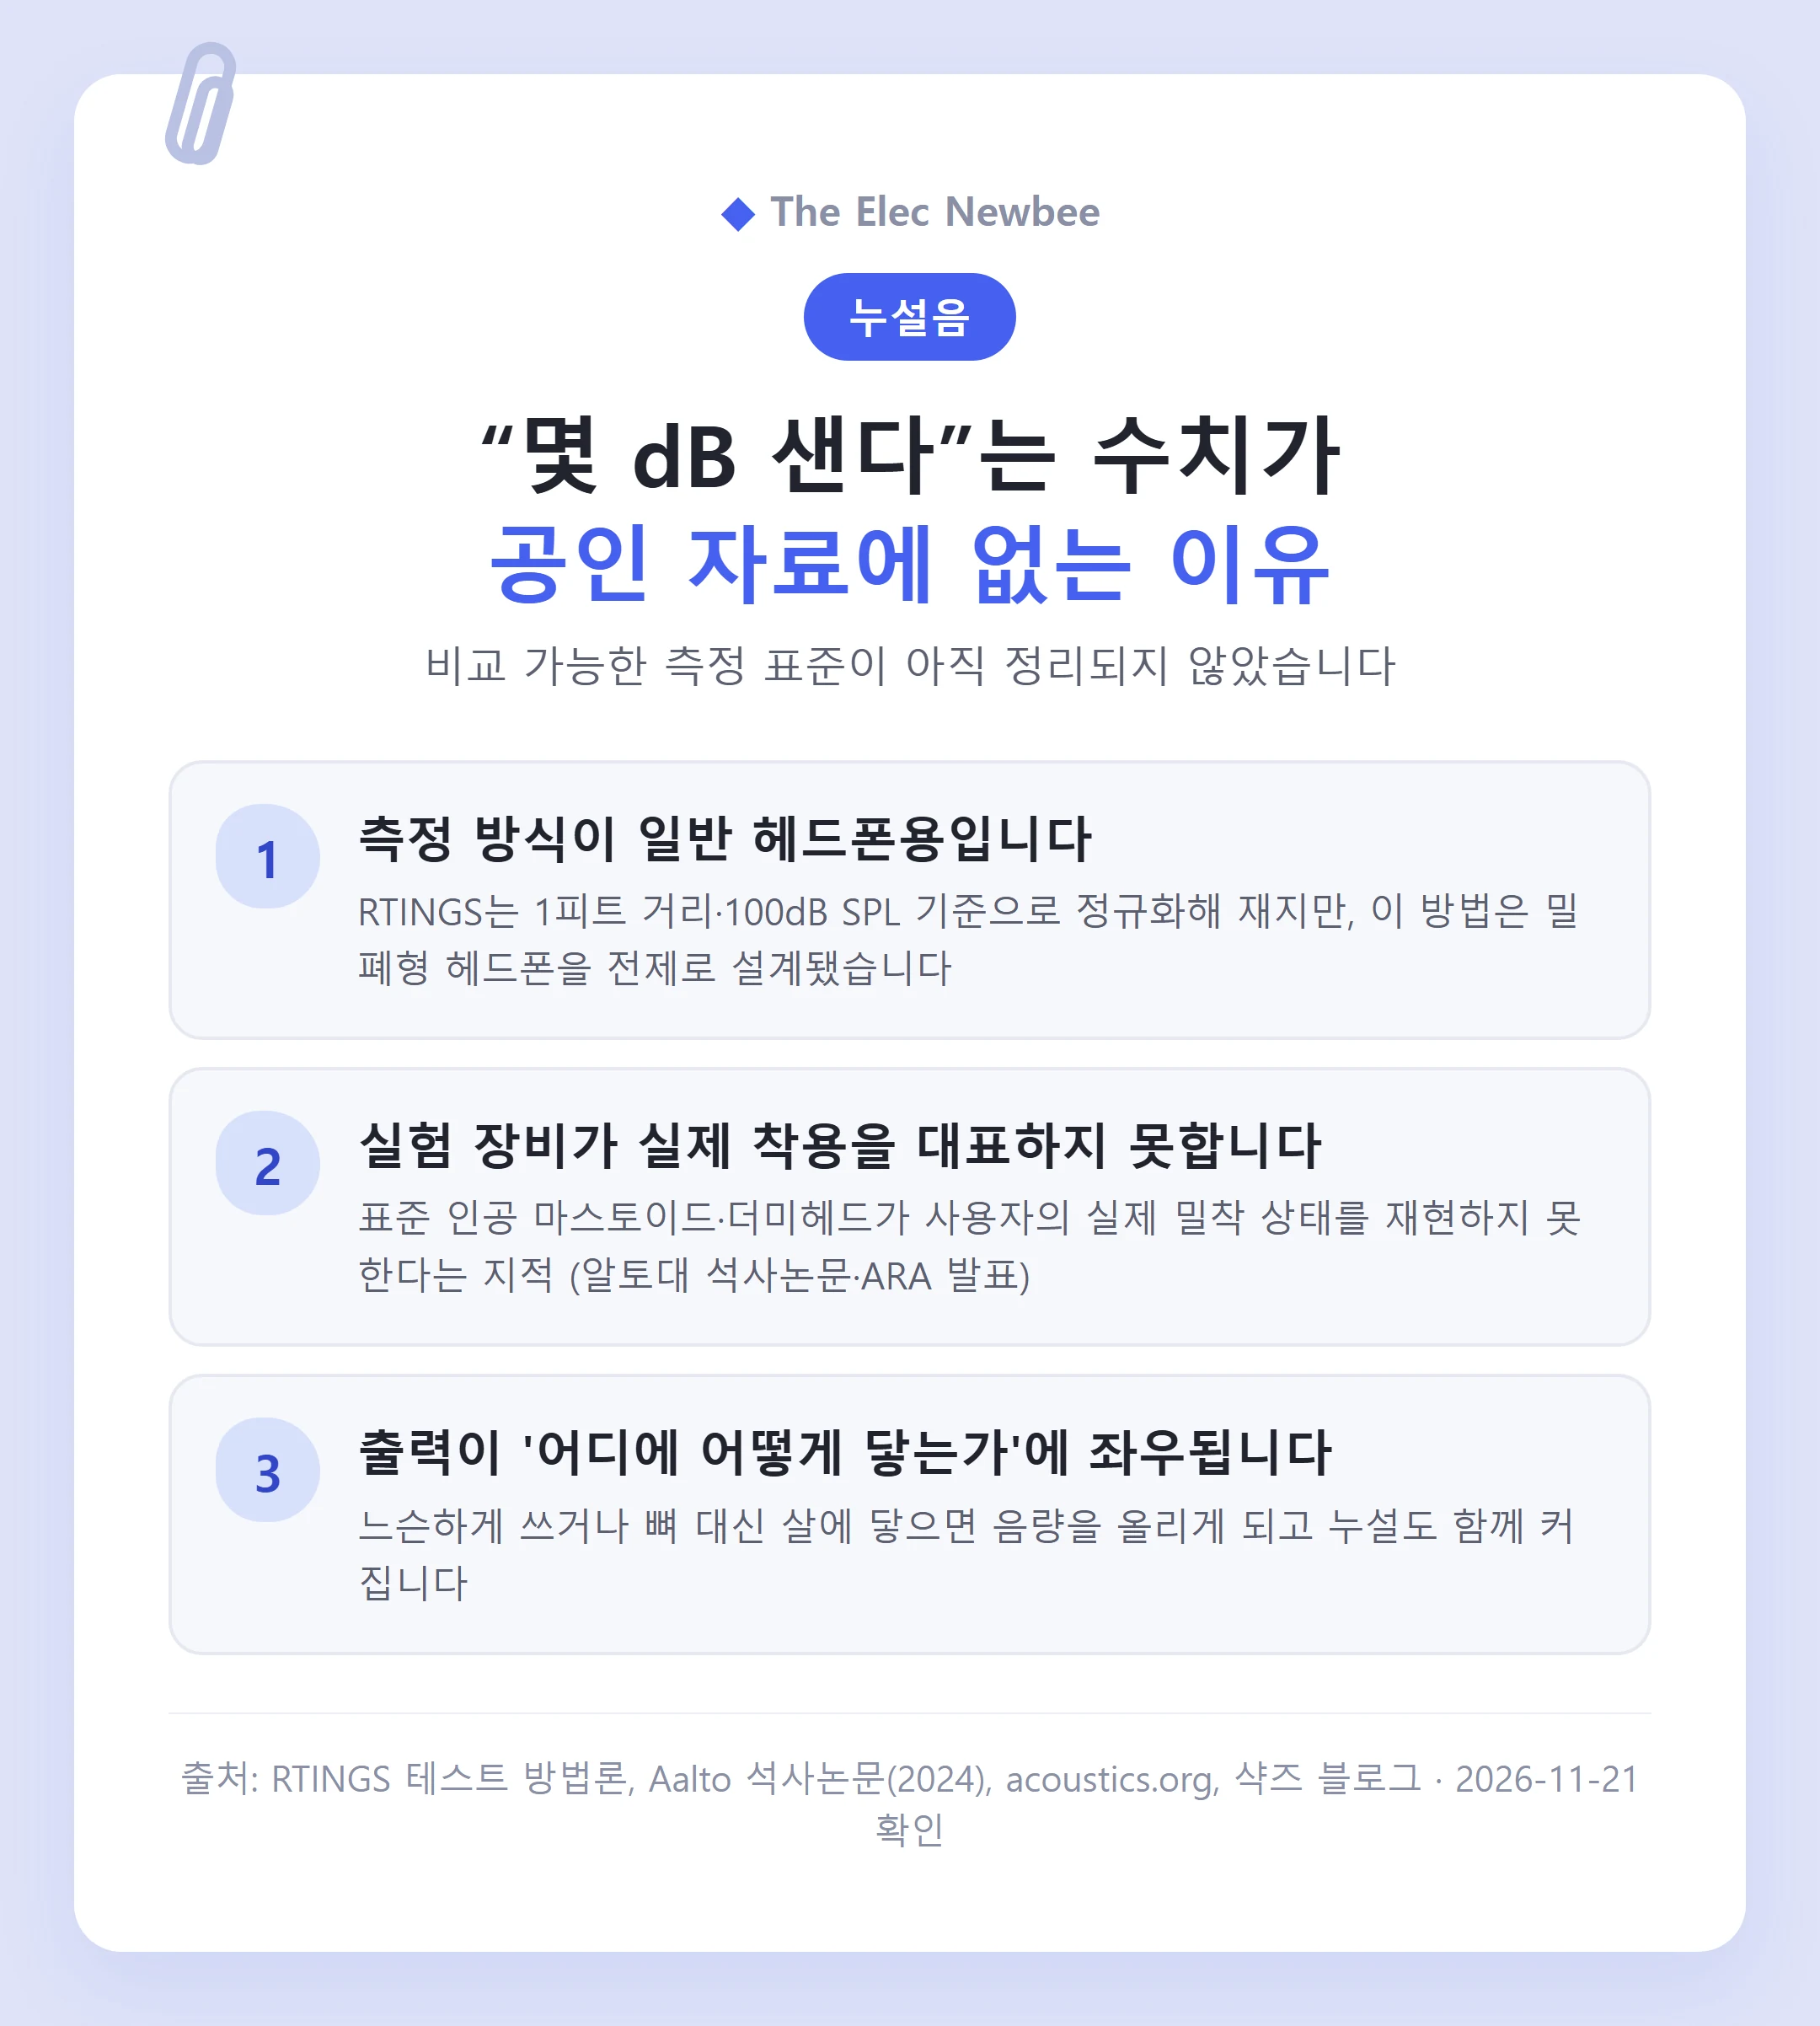 ◆ The Elec Newbee
누설음
“몇 dB 샌다”는 수치가
공인 자료에 없는 이유
비교 가능한 측정 표준이 아직 정리되지 않았습니다
1
측정 방식이 일반 헤드폰용입니다
RTINGS는 1피트 거리·100dB SPL 기준으로 정규화해 재지만, 이 방법은 밀
폐형 헤드폰을 전제로 설계됐습니다
2
실험 장비가 실제 착용을 대표하지 못합니다
표준 인공 마스토이드·더미헤드가 사용자의 실제 밀착 상태를 재현하지 못
한다는 지적 (알토대 석사논문·ARA 발표)
3
출력이 '어디에 어떻게 닿는가'에 좌우됩니다
느슨하게 쓰거나 뼈 대신 살에 닿으면 음량을 올리게 되고 누설도 함께 커
집니다
출처: RTINGS 테스트 방법론, Aalto 석사논문(2024), acoustics.org, 샥즈 블로그 · 2026-11-21
확인